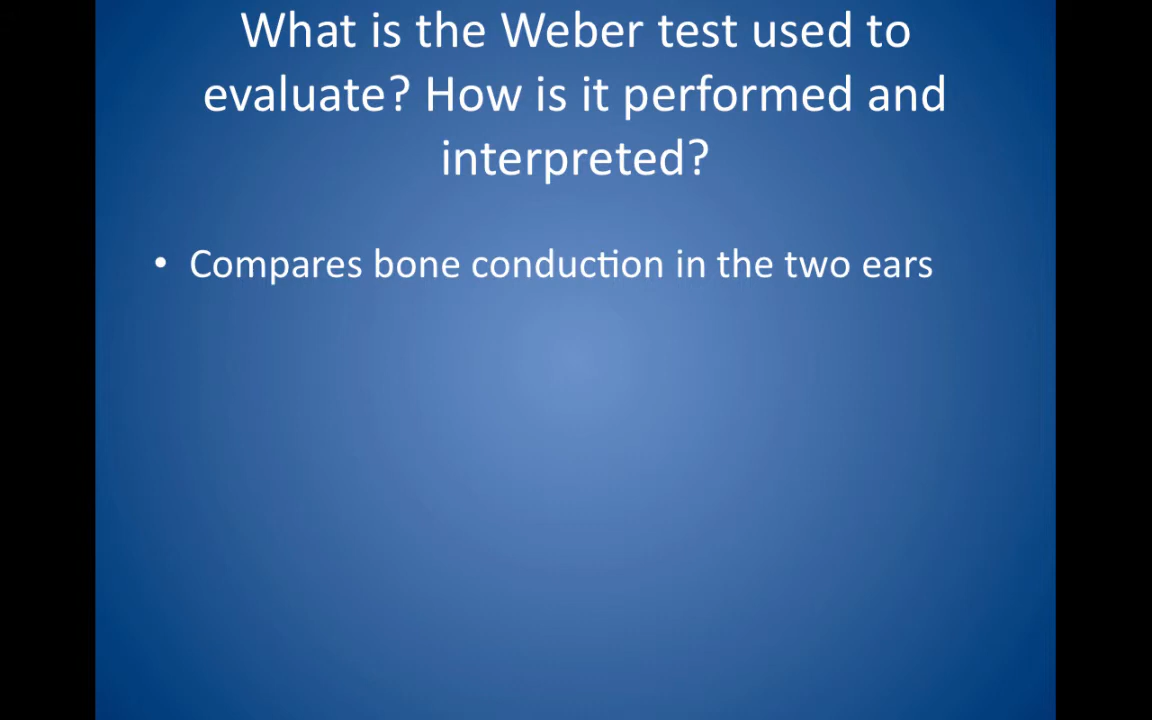 What is the Weber test used to
evaluate? How is it performed and
interpreted?
• Compares bone conduction in the two ears